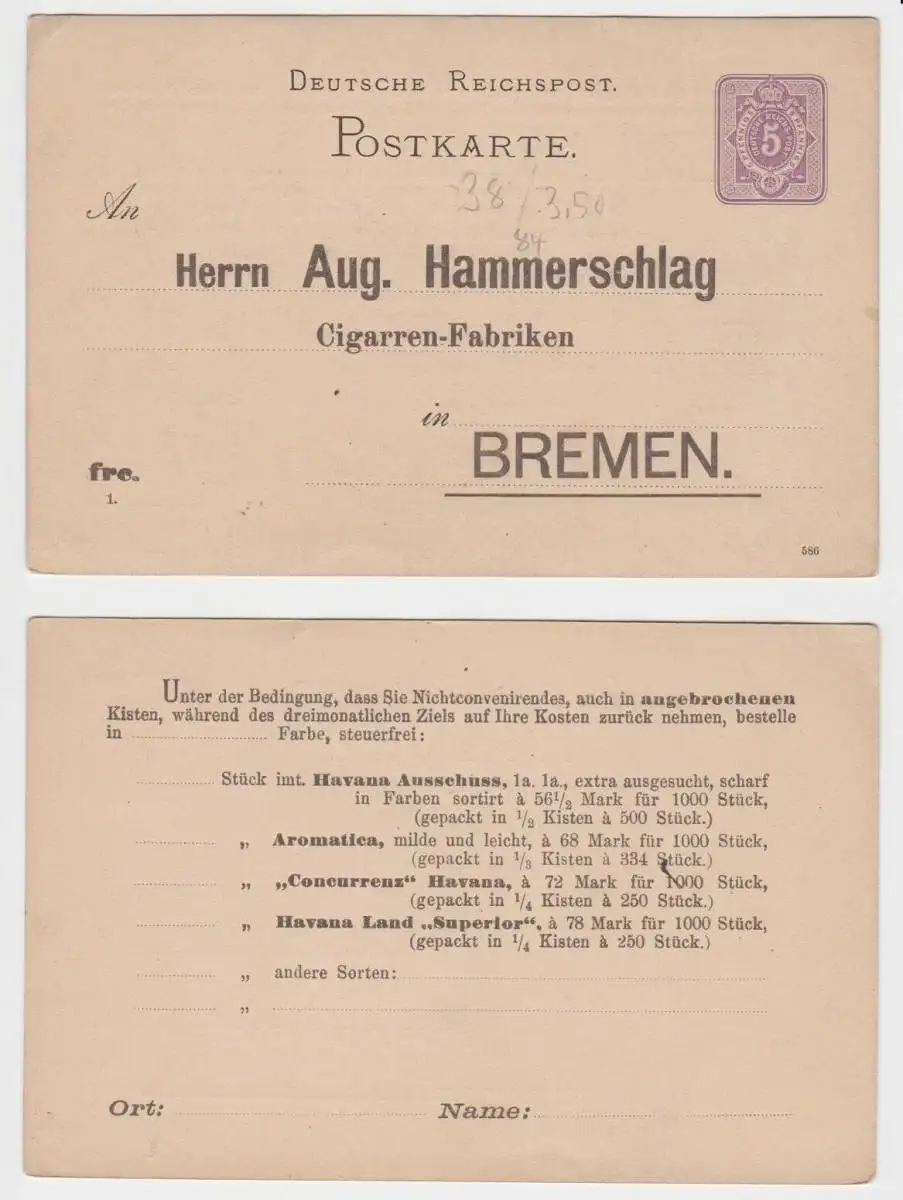 DEUTSCHE REICHSPOST.
POSTKARTE.
5
An
38/3,50
84
Herrn Aug. Hammerschlag
Cigarren-Fabriken
in
BREMEN.
frc.
1.
586
Unter der Bedingung, dass Sie Nichtconvenirendes, auch in angebrochenen
Kisten, während des dreimonatlichen Ziels auf Ihre Kosten zurück nehmen, bestelle
in Farbe, steuerfrei:
Stück imt. Havana Ausschuss, 1a. 1a., extra ausgesucht, scharf
in Farben sortirt à 56 1/2 Mark für 1000 Stück,
(gepackt in 1/2 Kisten à 500 Stück.)
„ Aromatica, milde und leicht, à 68 Mark für 1000 Stück,
(gepackt in 1/3 Kisten à 334 Stück.)
„ „Concurrenz“ Havana, à 72 Mark für 1000 Stück,
(gepackt in 1/4 Kisten à 250 Stück.)
„ Havana Land „Superior“, à 78 Mark für 1000 Stück,
(gepackt in 1/4 Kisten à 250 Stück.)
„ andere Sorten:
„
Ort: Name: